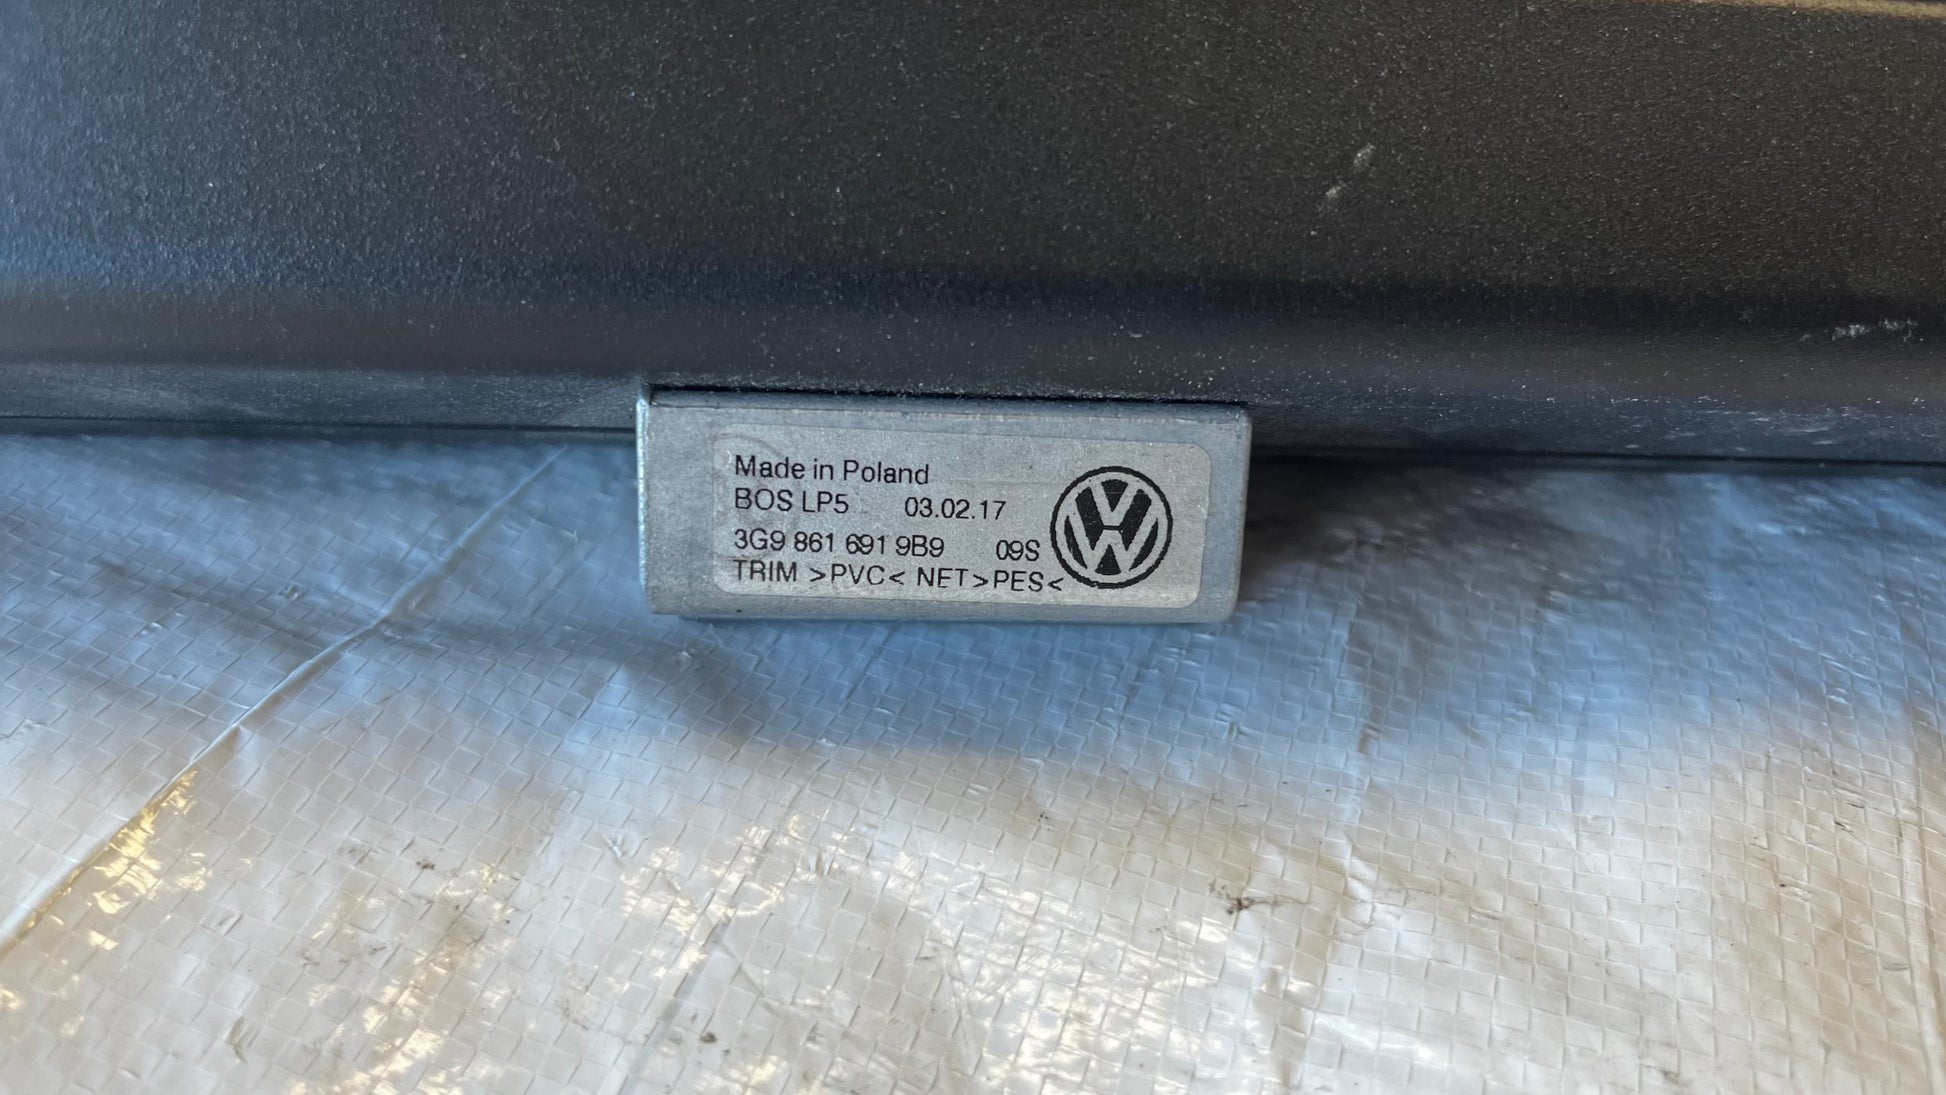 Made in Poland
BOS LP5 03.02.17
3G9 861 691 9B9 09S
TRIM >PVC< NET >PES<